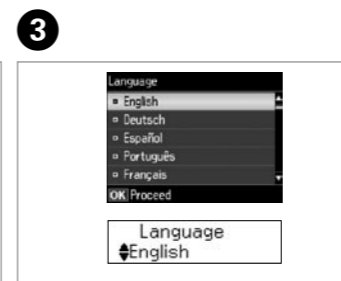 3
Language
English
Deutsch
Español
Português
Français
OK Proceed
Language
English